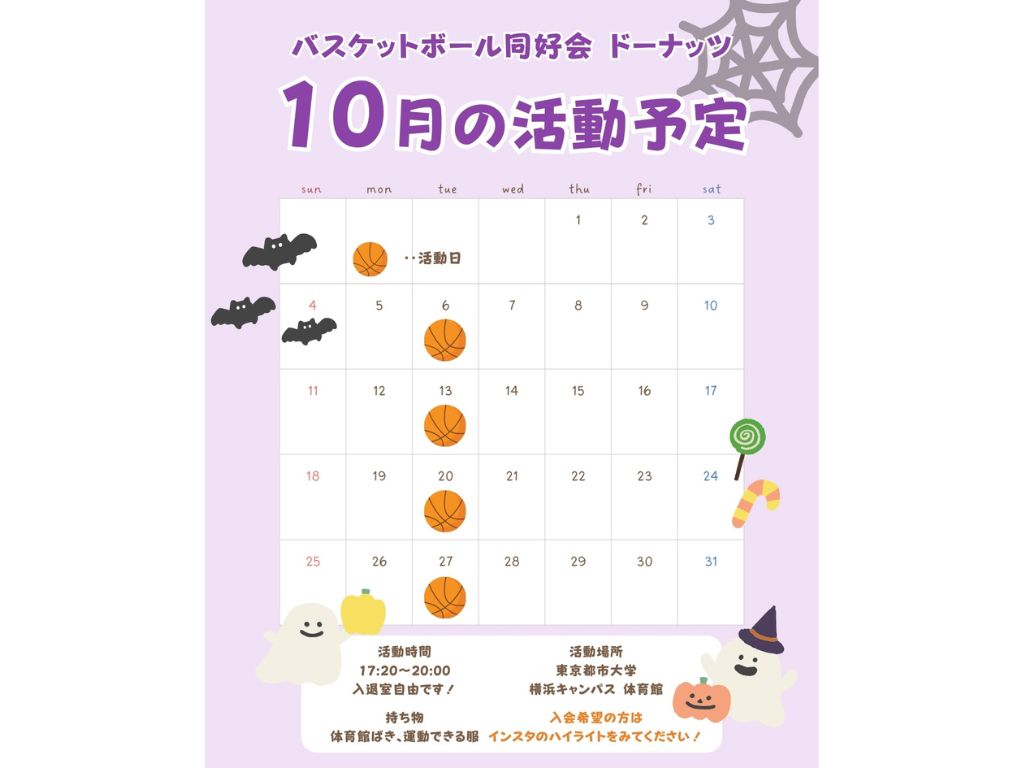 バスケットボール同好会 ドーナッツ
10月の活動予定
sun mon tue wed thu fri sat
1 2 3
‥活動日
4 5 6 7 8 9 10
11 12 13 14 15 16 17
18 19 20 21 22 23 24
25 26 27 28 29 30 31
活動時間
17:20～20:00
入退室自由です！
活動場所
東京都市大学
横浜キャンパス 体育館
持ち物
体育館ばき、運動できる服
入会希望の方は
インスタのハイライトをみてください！